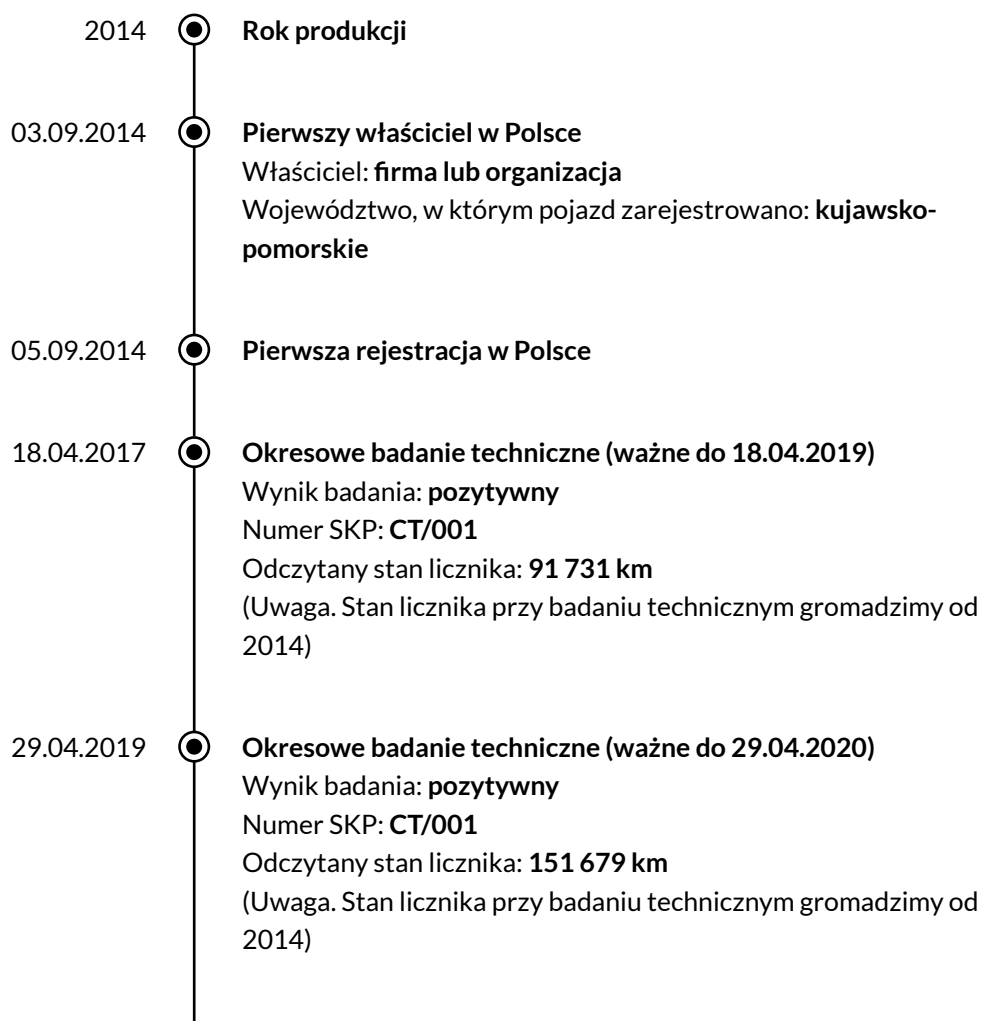 2014 Rok produkcji
03.09.2014 Pierwszy właściciel w Polsce
Właściciel: firma lub organizacja
Województwo, w którym pojazd zarejestrowano: kujawsko-
pomorskie
05.09.2014 Pierwsza rejestracja w Polsce
18.04.2017 Okresowe badanie techniczne (ważne do 18.04.2019)
Wynik badania: pozytywny
Numer SKP: CT/001
Odczytany stan licznika: 91 731 km
(Uwaga. Stan licznika przy badaniu technicznym gromadzimy od
2014)
29.04.2019 Okresowe badanie techniczne (ważne do 29.04.2020)
Wynik badania: pozytywny
Numer SKP: CT/001
Odczytany stan licznika: 151 679 km
(Uwaga. Stan licznika przy badaniu technicznym gromadzimy od
2014)